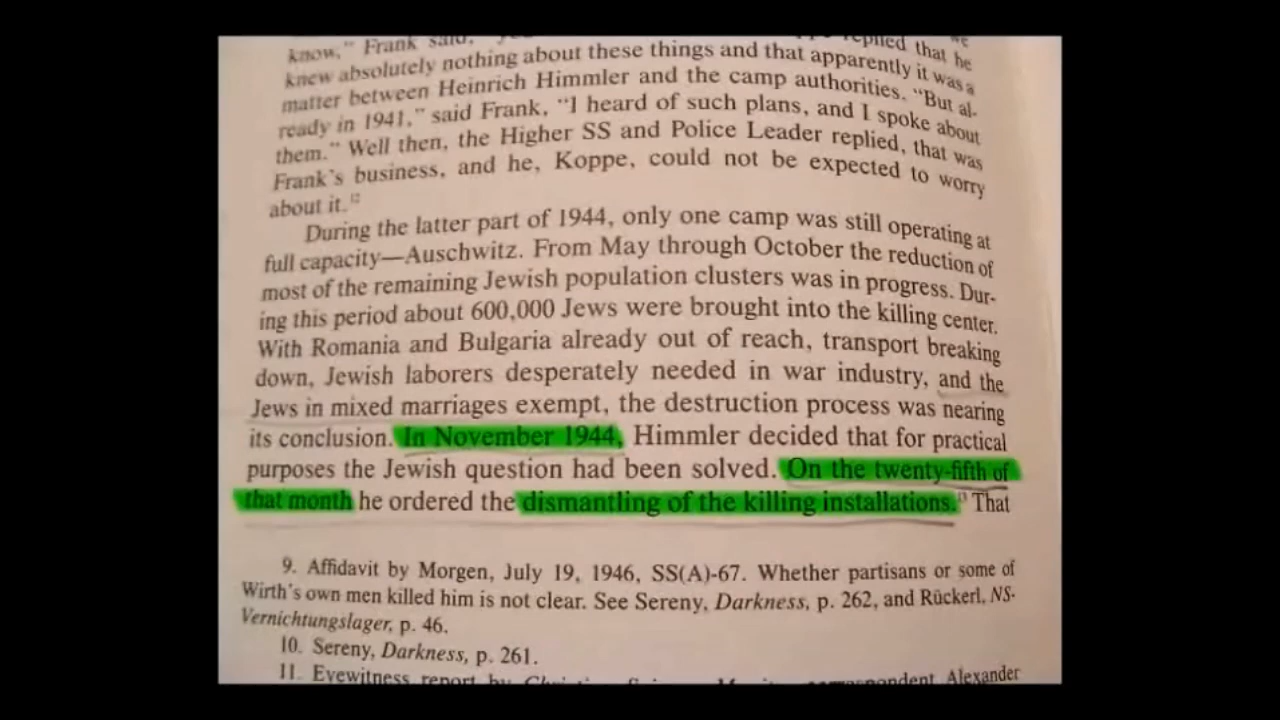 know," Frank said,
replied that he
knew absolutely nothing about these things and that apparently it was a
matter between Heinrich Himmler and the camp authorities. "But al-
ready in 1941," said Frank, "I heard of such plans, and I spoke about
them." Well then, the Higher SS and Police Leader replied, that was
Frank's business, and he, Koppe, could not be expected to worry
about it.12
During the latter part of 1944, only one camp was still operating at
full capacity—Auschwitz. From May through October the reduction of
most of the remaining Jewish population clusters was in progress. Dur-
ing this period about 600,000 Jews were brought into the killing center.
With Romania and Bulgaria already out of reach, transport breaking
down, Jewish laborers desperately needed in war industry, and the
Jews in mixed marriages exempt, the destruction process was nearing
its conclusion. In November 1944, Himmler decided that for practical
purposes the Jewish question had been solved. On the twenty-fifth of
that month he ordered the dismantling of the killing installations.13 That
9. Affidavit by Morgen, July 19, 1946, SS(A)-67. Whether partisans or some of
Wirth's own men killed him is not clear. See Sereny, Darkness, p. 262, and Rückerl, NS-
Vernichtungslager, p. 46.
10. Sereny, Darkness, p. 261.
11. Eyewitness report by correspondent Alexander